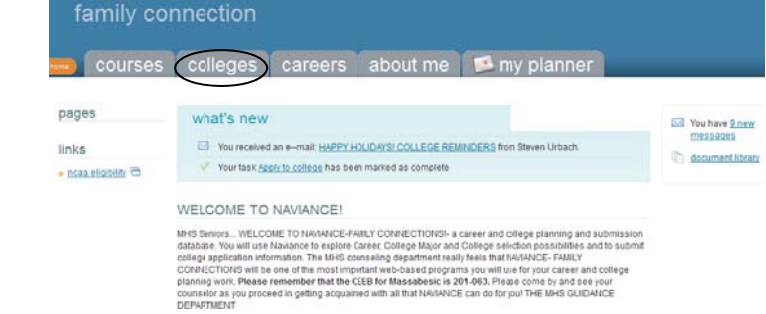 family connection
home courses colleges careers about me my planner
pages
links
ncaa eligibility
what's new
You received an e-mail: HAPPY HOLIDAYS! COLLEGE REMINDERS from Steven Urbach.
Your task Apply to college has been marked as complete
You have 9 new
messages
document library
WELCOME TO NAVIANCE!
MHS Seniors... WELCOME TO NAVIANCE-FAMILY CONNECTIONS!- a career and college planning and submission
database. You will use Naviance to explore Career, College Major and College selection possibilities and to submit
college application information. The MHS counseling department really feels that NAVIANCE- FAMILY
CONNECTIONS will be one of the most important web-based programs you will use for your career and college
planning work. Please remember that the CEEB for Massabesic is 201-063. Please come by and see your
counselor as you proceed in getting acquained with all that NAVIANCE can do for you! THE MHS GUIDANCE
DEPARTMENT